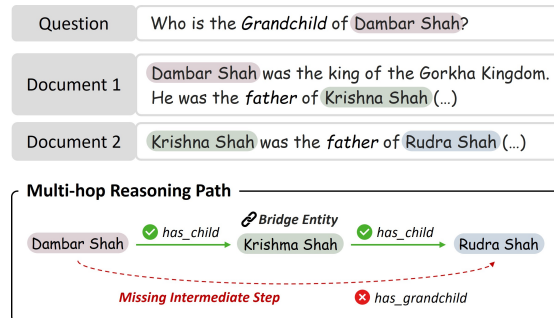 Question
Who is the Grandchild of Dambar Shah?
Document 1
Dambar Shah was the king of the Gorkha Kingdom.
He was the father of Krishna Shah (...)
Document 2
Krishna Shah was the father of Rudra Shah (...)
Multi-hop Reasoning Path
Bridge Entity
Dambar Shah has_child Krishma Shah has_child Rudra Shah
Missing Intermediate Step has_grandchild